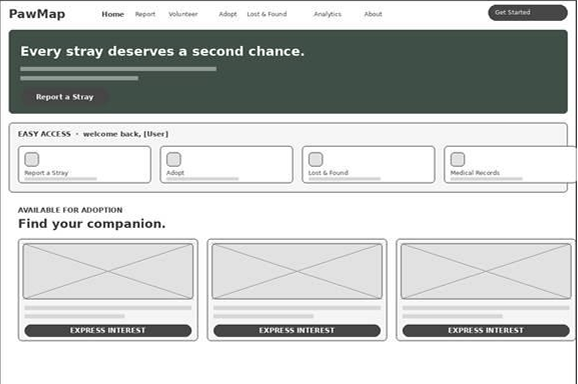 PawMap Home Report Volunteer Adopt Lost & Found Analytics About Get Started
Every stray deserves a second chance.
Report a Stray
EASY ACCESS - welcome back, [User]
Report a Stray Adopt Lost & Found Medical Records
AVAILABLE FOR ADOPTION
Find your companion.
EXPRESS INTEREST EXPRESS INTEREST EXPRESS INTEREST